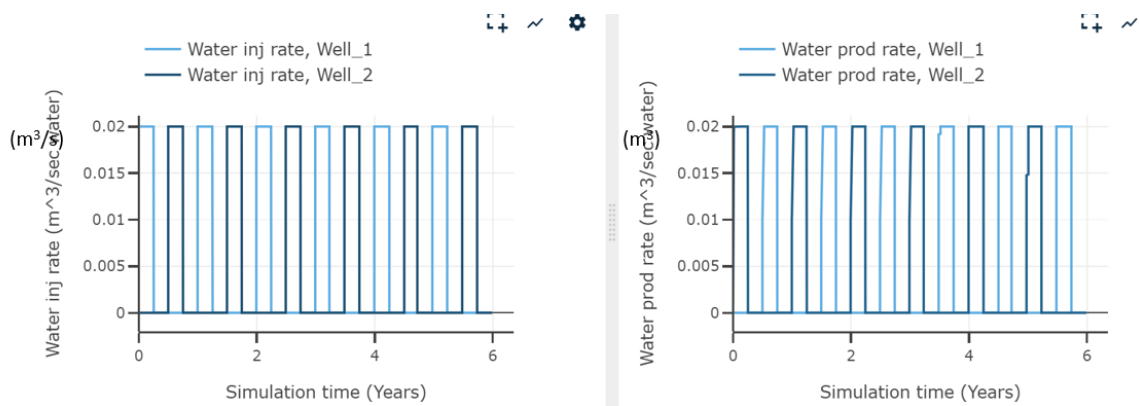 Water inj rate, Well_1
Water inj rate, Well_2
Water inj rate (m^3/sec water)
(m³/s)
0.02
0.015
0.01
0.005
0
0
2
4
6
Simulation time (Years)
Water prod rate, Well_1
Water prod rate, Well_2
Water prod rate (m^3/sec water)
(m³)
0.02
0.015
0.01
0.005
0
0
2
4
6
Simulation time (Years)